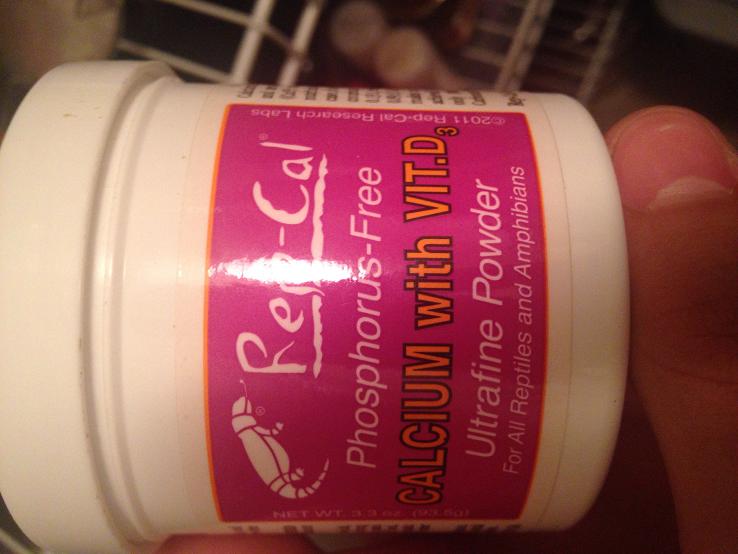 Rep-Cal®
Phosphorus-Free
CALCIUM with VIT.D3
Ultrafine Powder
For All Reptiles and Amphibians
NET WT. 3.3 oz. (93.5g)
©2011 Rep-Cal Research Labs